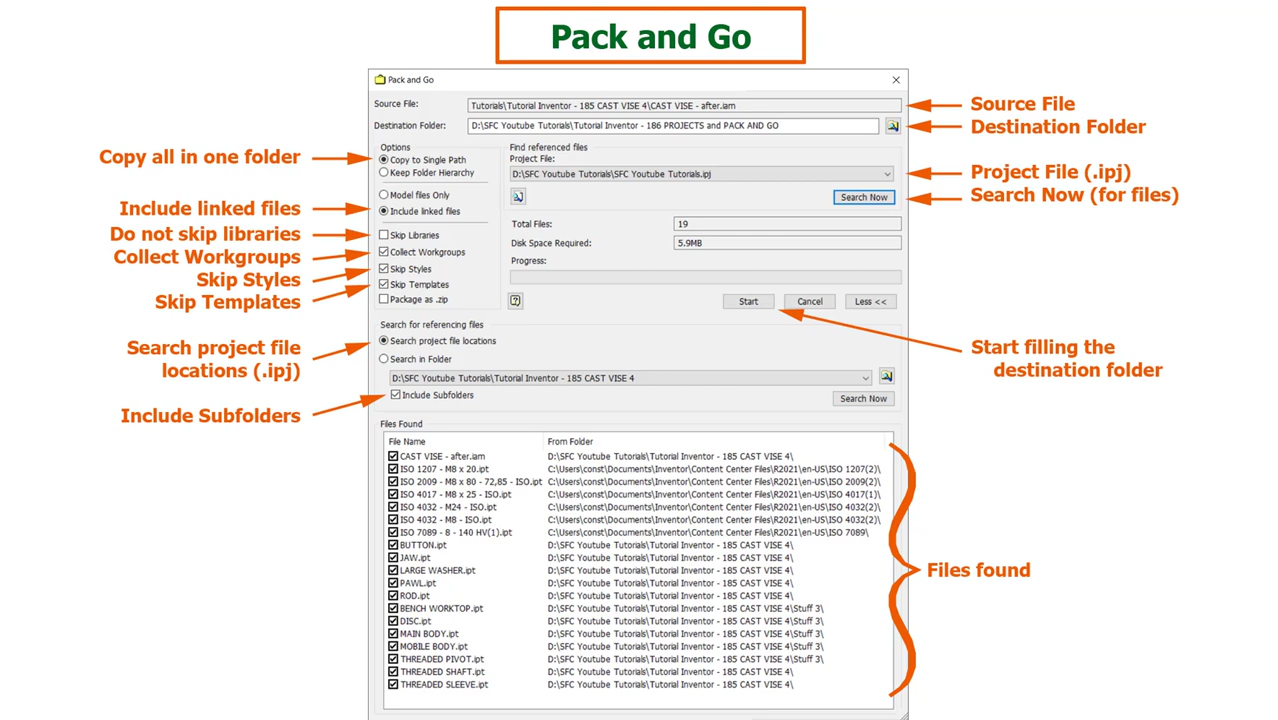 Pack and Go
Pack and Go
Source File: Tutorials\Tutorial Inventor - 185 CAST VISE 4\CAST VISE - after.iam
Source File
Destination Folder: D:\SFC Youtube Tutorials\Tutorial Inventor - 186 PROJECTS and PACK AND GO
Destination Folder
Options
Copy all in one folder
Copy to Single Path
Keep Folder Hierarchy
Model files Only
Include linked files
Include linked files
Do not skip libraries
Skip Libraries
Collect Workgroups
Collect Workgroups
Skip Styles
Skip Styles
Skip Templates
Skip Templates
Package as .zip
Find referenced files
Project File:
D:\SFC Youtube Tutorials\SFC Youtube Tutorials.ipj
Project File (.ipj)
Search Now
Search Now (for files)
Total Files: 19
Disk Space Required: 5.9MB
Progress:
Start Cancel Less <<
Start filling the
destination folder
Search for referencing files
Search project file
locations (.ipj)
Search project file locations
Search in Folder
D:\SFC Youtube Tutorials\Tutorial Inventor - 185 CAST VISE 4
Include Subfolders
Include Subfolders
Search Now
Files Found
File Name From Folder
CAST VISE - after.iam D:\SFC Youtube Tutorials\Tutorial Inventor - 185 CAST VISE 4\
ISO 1207 - M8 x 20.ipt C:\Users\const\Documents\Inventor\Content Center Files\R2021\en-US\ISO 1207(2)\
ISO 2009 - M8 x 80 - 72,85 - ISO.ipt C:\Users\const\Documents\Inventor\Content Center Files\R2021\en-US\ISO 2009(2)\
ISO 4017 - M8 x 25 - ISO.ipt C:\Users\const\Documents\Inventor\Content Center Files\R2021\en-US\ISO 4017(1)\
ISO 4032 - M24 - ISO.ipt C:\Users\const\Documents\Inventor\Content Center Files\R2021\en-US\ISO 4032(2)\
ISO 4032 - M8 - ISO.ipt C:\Users\const\Documents\Inventor\Content Center Files\R2021\en-US\ISO 4032(2)\
ISO 7089 - 8 - 140 HV(1).ipt C:\Users\const\Documents\Inventor\Content Center Files\R2021\en-US\ISO 7089\
BUTTON.ipt D:\SFC Youtube Tutorials\Tutorial Inventor - 185 CAST VISE 4\
JAW.ipt D:\SFC Youtube Tutorials\Tutorial Inventor - 185 CAST VISE 4\
LARGE WASHER.ipt D:\SFC Youtube Tutorials\Tutorial Inventor - 185 CAST VISE 4\
PAWL.ipt D:\SFC Youtube Tutorials\Tutorial Inventor - 185 CAST VISE 4\
ROD.ipt D:\SFC Youtube Tutorials\Tutorial Inventor - 185 CAST VISE 4\
BENCH WORKTOP.ipt D:\SFC Youtube Tutorials\Tutorial Inventor - 185 CAST VISE 4\Stuff 3\
DISC.ipt D:\SFC Youtube Tutorials\Tutorial Inventor - 185 CAST VISE 4\Stuff 3\
MAIN BODY.ipt D:\SFC Youtube Tutorials\Tutorial Inventor - 185 CAST VISE 4\Stuff 3\
MOBILE BODY.ipt D:\SFC Youtube Tutorials\Tutorial Inventor - 185 CAST VISE 4\Stuff 3\
THREADED PIVOT.ipt D:\SFC Youtube Tutorials\Tutorial Inventor - 185 CAST VISE 4\Stuff 3\
THREADED SHAFT.ipt D:\SFC Youtube Tutorials\Tutorial Inventor - 185 CAST VISE 4\
THREADED SLEEVE.ipt D:\SFC Youtube Tutorials\Tutorial Inventor - 185 CAST VISE 4\
Files found